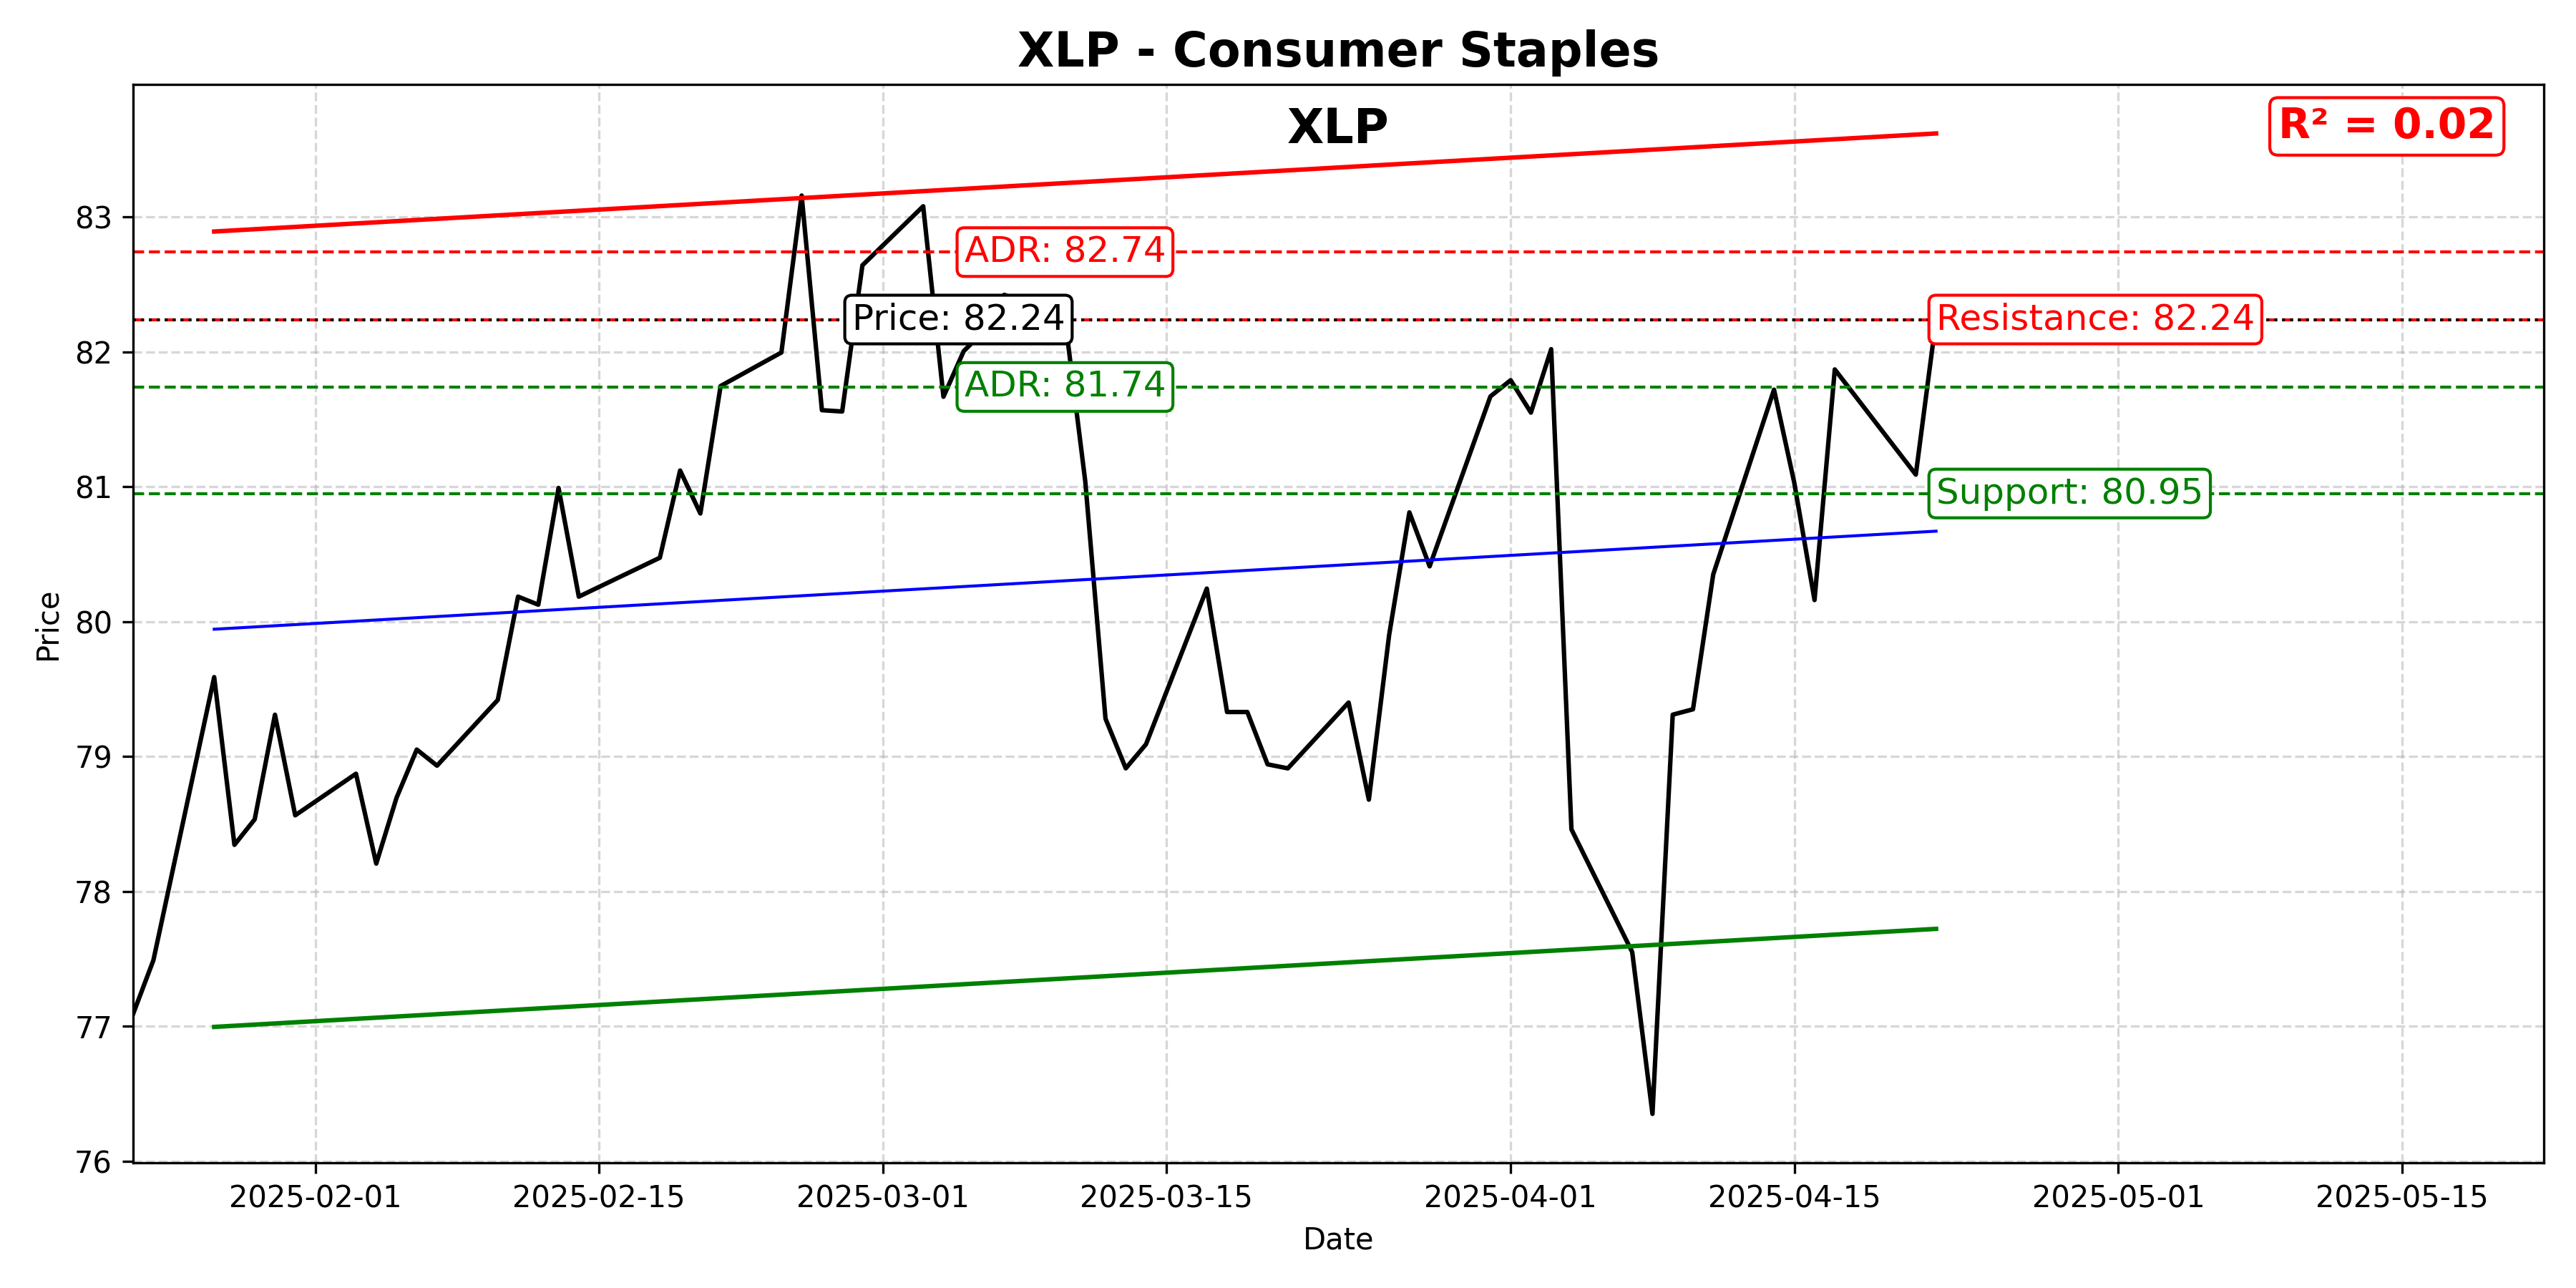 XLP - Consumer Staples
XLP
R² = 0.02
83
82
81
80
79
78
77
76
Price
ADR: 82.74
Price: 82.24
Resistance: 82.24
ADR: 81.74
Support: 80.95
2025-02-01
2025-02-15
2025-03-01
2025-03-15
2025-04-01
2025-04-15
2025-05-01
2025-05-15
Date